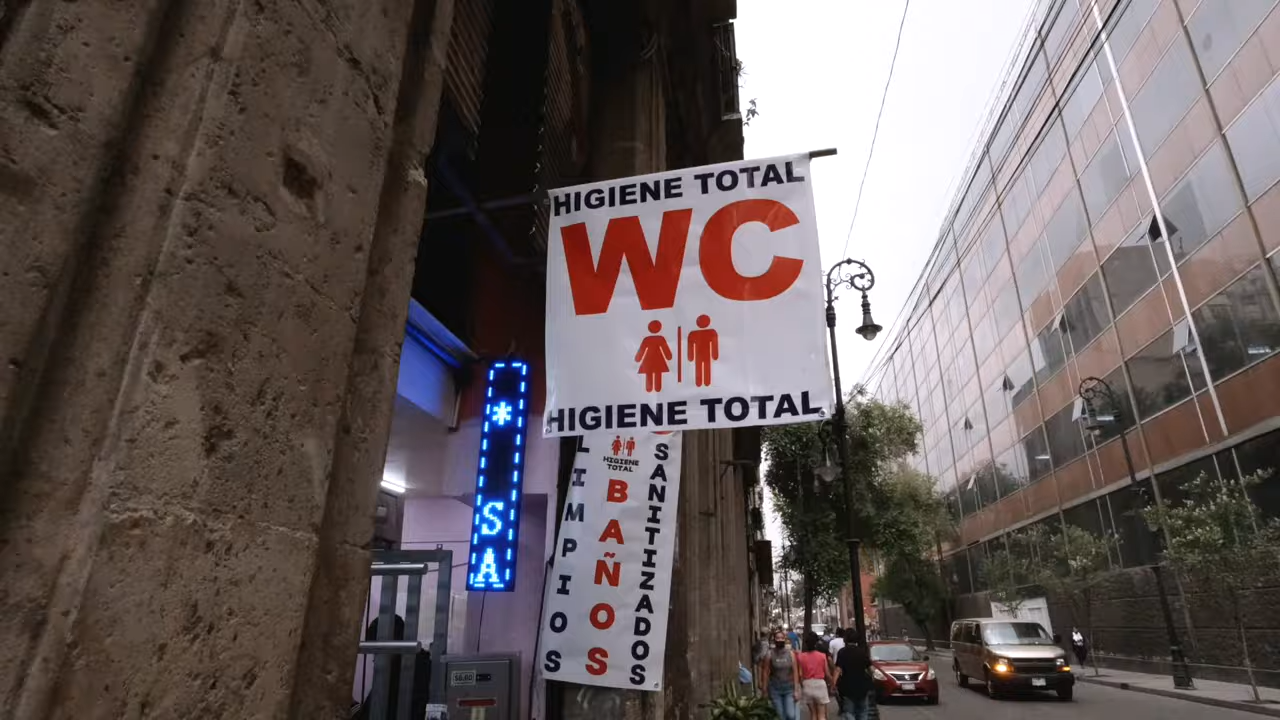 HIGIENE TOTAL
WC
HIGIENE TOTAL
HIGIENE
TOTAL
LIMPIOS
BAÑOS
SANITIZADOS
* SA